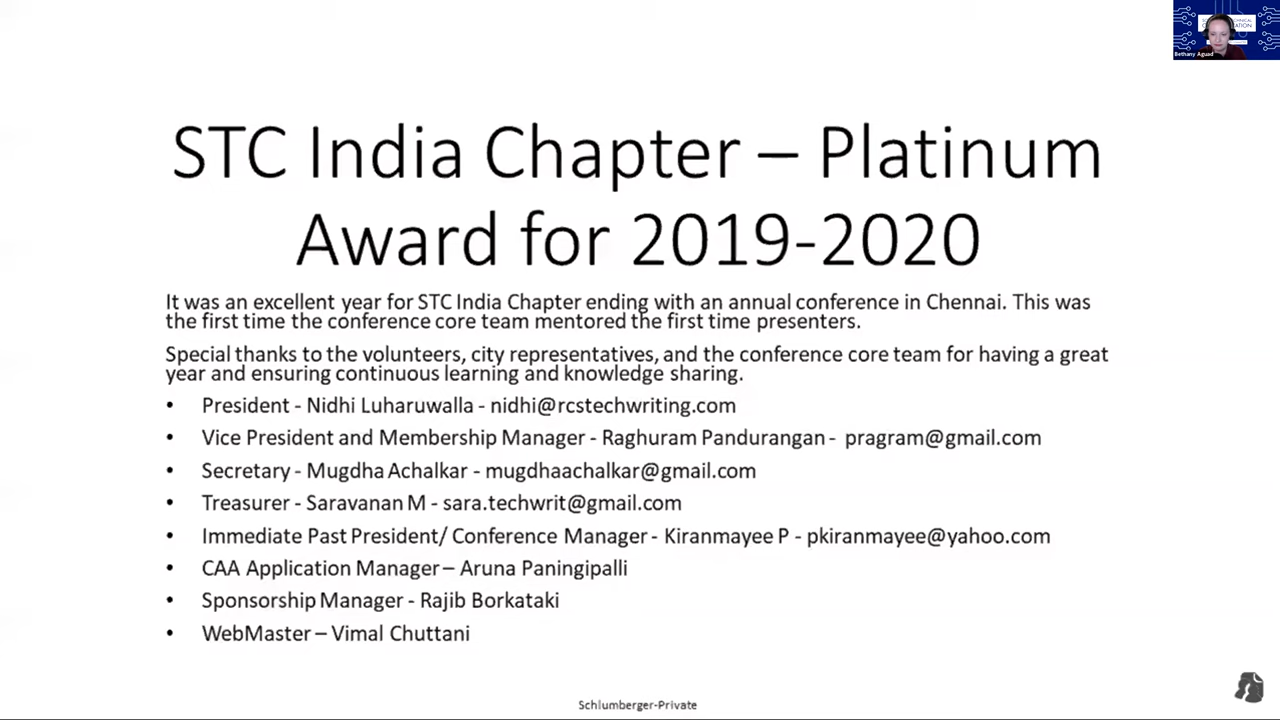 Bethany Aguad
STC India Chapter – Platinum
Award for 2019-2020
It was an excellent year for STC India Chapter ending with an annual conference in Chennai. This was
the first time the conference core team mentored the first time presenters.
Special thanks to the volunteers, city representatives, and the conference core team for having a great
year and ensuring continuous learning and knowledge sharing.
• President - Nidhi Luharuwalla - nidhi@rcstechwriting.com
• Vice President and Membership Manager - Raghuram Pandurangan - pragram@gmail.com
• Secretary - Mugdha Achalkar - mugdhaachalkar@gmail.com
• Treasurer - Saravanan M - sara.techwrit@gmail.com
• Immediate Past President/ Conference Manager - Kiranmayee P - pkiranmayee@yahoo.com
• CAA Application Manager – Aruna Paningipalli
• Sponsorship Manager - Rajib Borkataki
• WebMaster – Vimal Chuttani
Schlumberger-Private